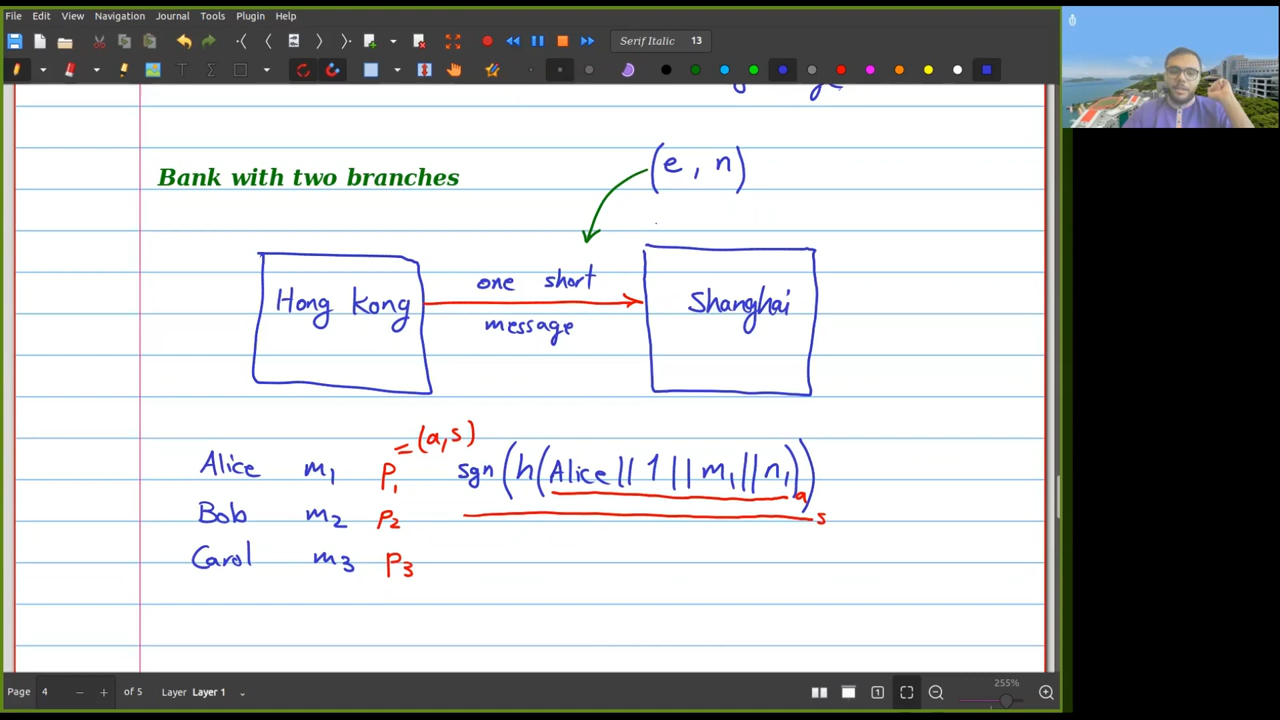 File Edit View Navigation Journal Tools Plugin Help
Serif Italic 13
Bank with two branches
(e, n)
Hong Kong
one short
message
Shanghai
= (a, s)
Alice m1 P1 sgn(h(Alice || 1 || m1 || n1)) a
s
Bob m2 P2
Carol m3 P3
Page 4 of 5 Layer Layer 1
255%
1